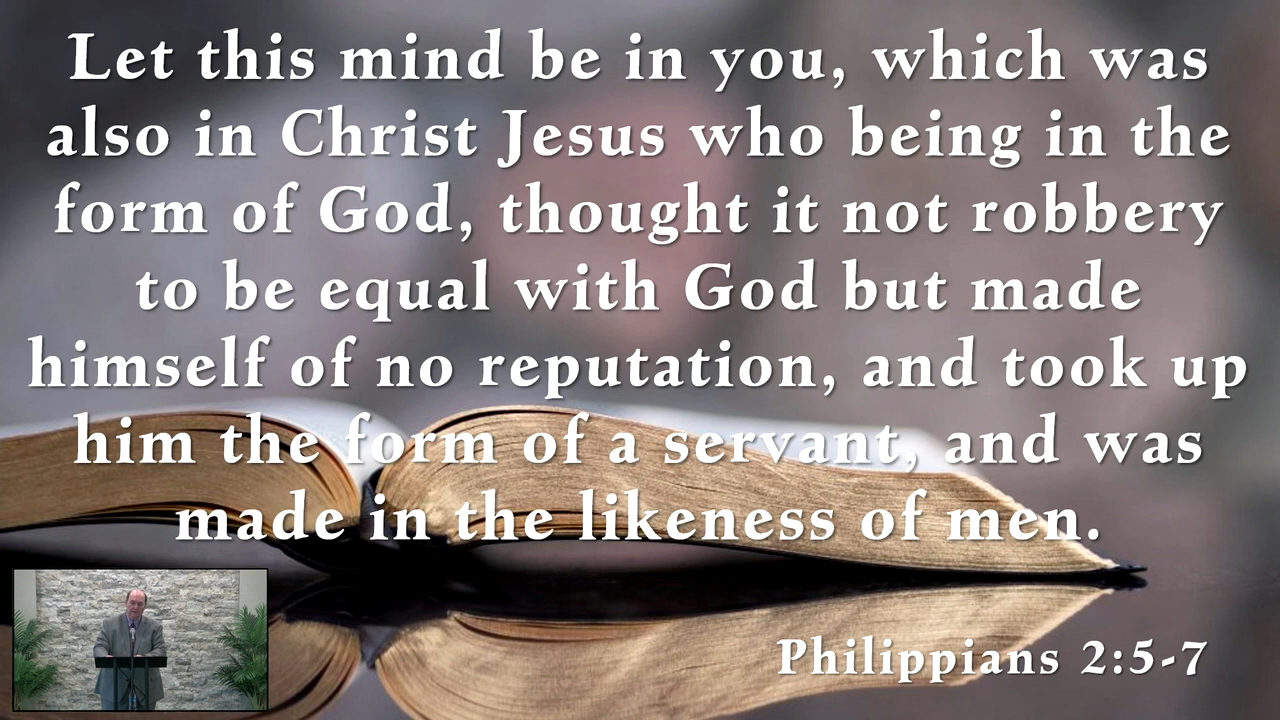 Let this mind be in you, which was
also in Christ Jesus who being in the
form of God, thought it not robbery
to be equal with God but made
himself of no reputation, and took up
him the form of a servant, and was
made in the likeness of men.
Philippians 2:5-7